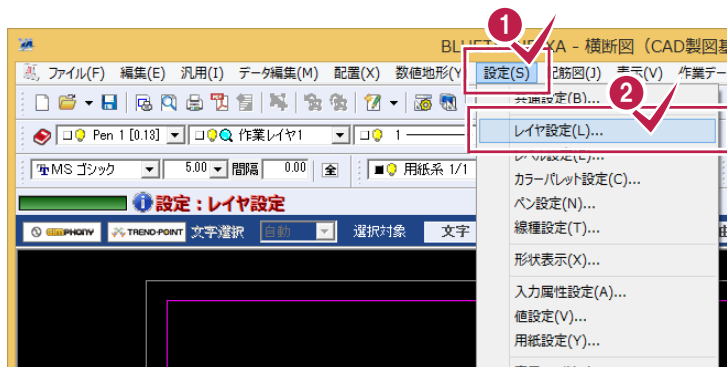 1
BLUET XA - 横断図（CAD製図基
ファイル(F) 編集(E) 汎用(I) データ編集(M) 配置(X) 数値地形(Y 設定(S) 配筋図(J) 表示(V) 作業デー
共通設定(B)...
2
Pen 1 [0.13] 作業レイヤ1 1
レイヤ設定(L)...
レベル設定(E)...
MS ゴシック 5.00 間隔 0.00 全 用紙系 1/1
カラーパレット設定(C)...
設定：レイヤ設定
ペン設定(N)...
TREND-POINT 文字選択 自動 選択対象 文字
線種設定(T)...
形状表示(X)...
入力属性設定(A)...
値設定(V)...
用紙設定(Y)...